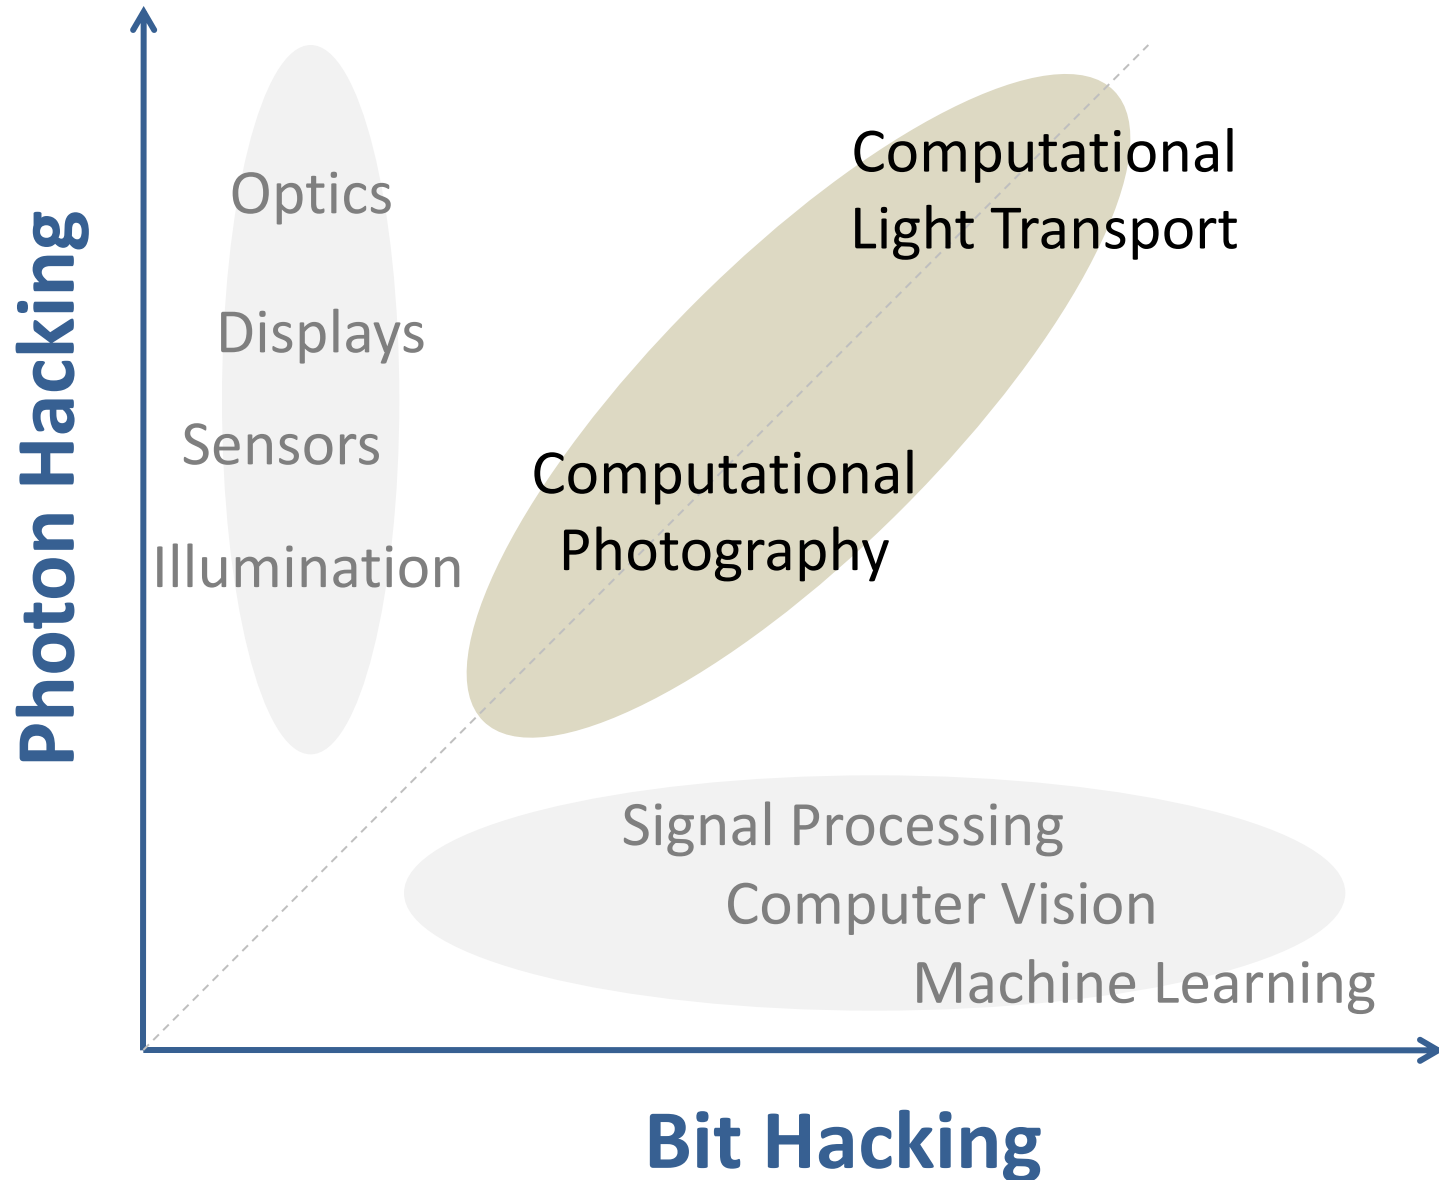 Photon Hacking
Optics
Displays
Sensors
Illumination
Computational
Light Transport
Computational
Photography
Signal Processing
Computer Vision
Machine Learning
Bit Hacking